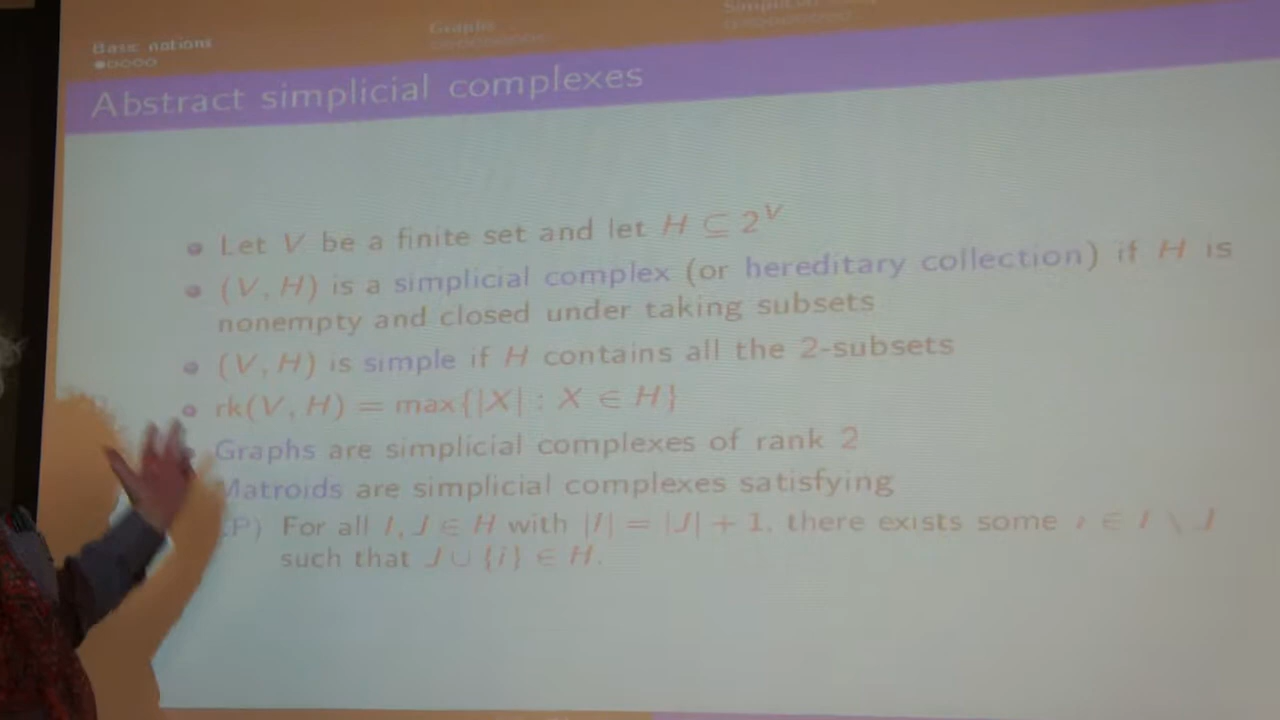 Basic notions
Graphs
Abstract simplicial complexes
Let V be a finite set and let H ⊆ 2^V
(V, H) is a simplicial complex (or hereditary collection) if H is
nonempty and closed under taking subsets
(V, H) is simple if H contains all the 2-subsets
rk(V, H) = max{|X| : X ∈ H}
Graphs are simplicial complexes of rank 2
Matroids are simplicial complexes satisfying
P) For all I, J ∈ H with |I| = |J| + 1, there exists some i ∈ I \ J
such that J ∪ {i} ∈ H.